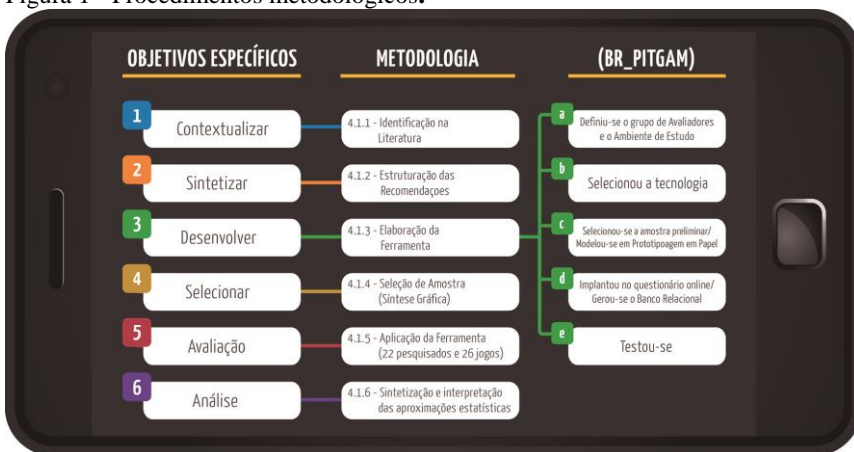 Figura 1 - Procedimentos metodológicos.
OBJETIVOS ESPECÍFICOS
METODOLOGIA
(BR_PITGAM)
1
Contextualizar
4.1.1 - Identificação na
Literatura
a
Definiu-se o grupo de Avaliadores
e o Ambiente de Estudo
2
Sintetizar
4.1.2 - Estruturação das
Recomendaçoes
b
Selecionou a tecnologia
3
Desenvolver
4.1.3 - Elaboração da
Ferramenta
c
Selecionou-se a amostra preliminar/
Modelou-se em Prototipoagem em Papel
4
Selecionar
4.1.4 - Seleção de Amostra
(Síntese Gráfica)
d
Implantou no questionário online/
Gerou-se o Banco Relacional
5
Avaliação
4.1.5 - Aplicação da Ferramenta
(22 pesquisados e 26 jogos)
e
Testou-se
6
Análise
4.1.6 - Sintetização e interpretação
das aproximações estatísticas